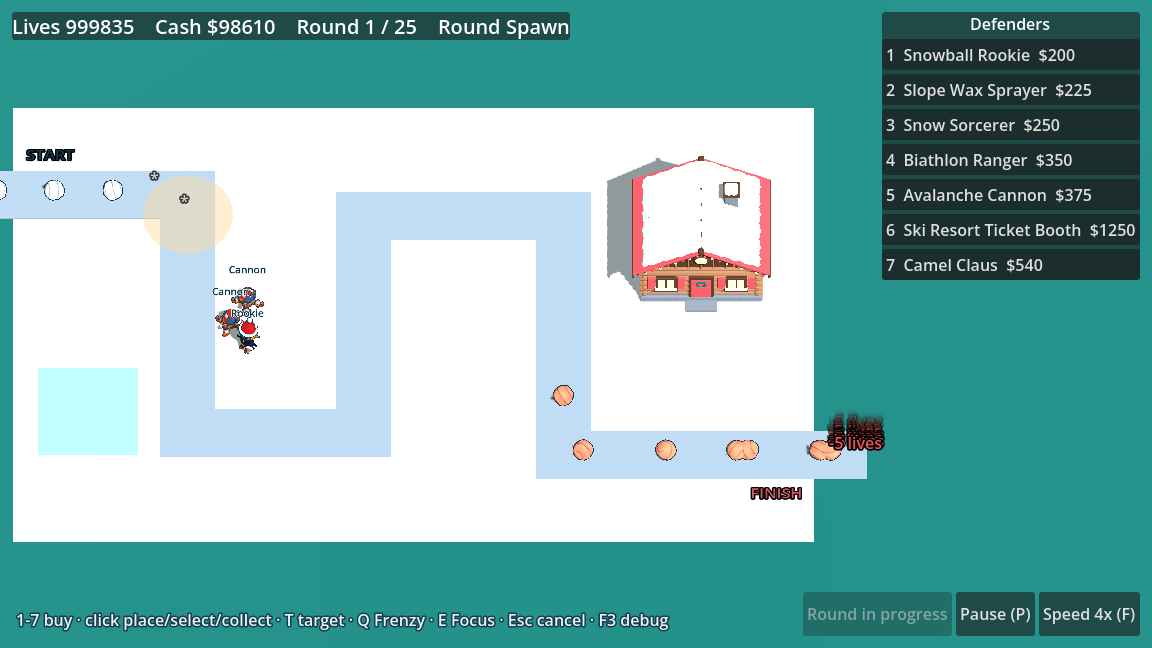 Lives 999835 Cash $98610 Round 1 / 25 Round Spawn
Defenders
1 Snowball Rookie $200
2 Slope Wax Sprayer $225
3 Snow Sorcerer $250
4 Biathlon Ranger $350
5 Avalanche Cannon $375
6 Ski Resort Ticket Booth $1250
7 Camel Claus $540
START
Cannon
Cannon
Rookie
-5 lives
FINISH
1-7 buy · click place/select/collect · T target · Q Frenzy · E Focus · Esc cancel · F3 debug
Round in progress
Pause (P)
Speed 4x (F)